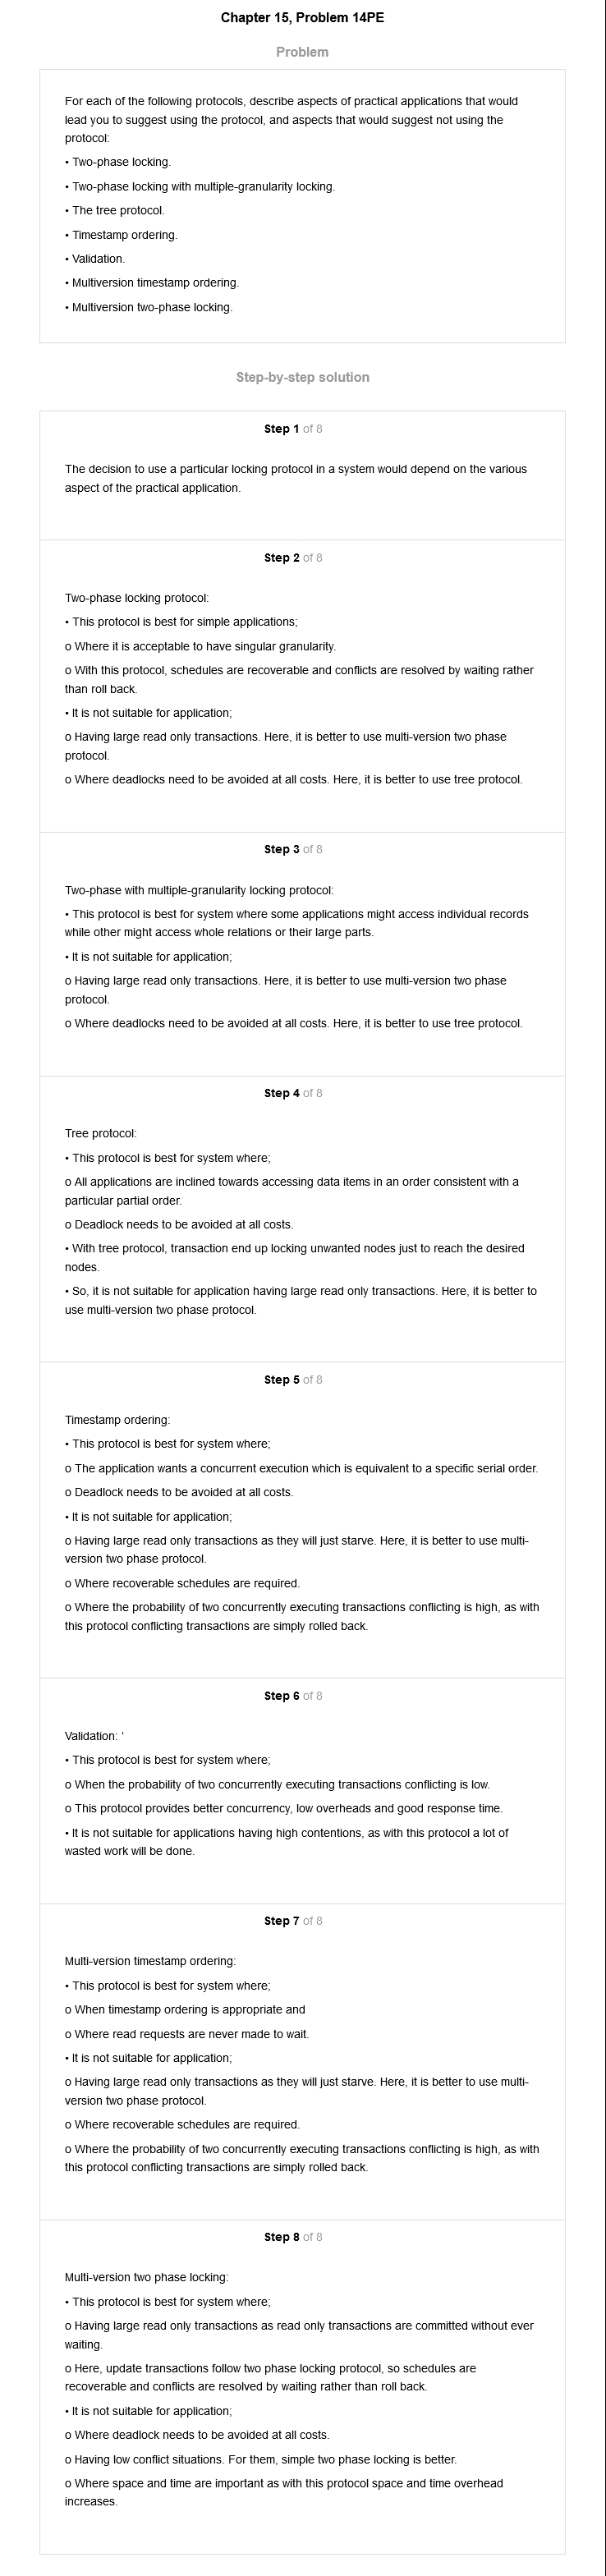 Chapter 15, Problem 14PE
Problem
For each of the following protocols, describe aspects of practical applications that would
lead you to suggest using the protocol, and aspects that would suggest not using the
protocol:
• Two-phase locking.
• Two-phase locking with multiple-granularity locking.
• The tree protocol.
• Timestamp ordering.
• Validation.
• Multiversion timestamp ordering.
• Multiversion two-phase locking.
Step-by-step solution
Step 1 of 8
The decision to use a particular locking protocol in a system would depend on the various
aspect of the practical application.
Step 2 of 8
Two-phase locking protocol:
• This protocol is best for simple applications;
o Where it is acceptable to have singular granularity.
o With this protocol, schedules are recoverable and conflicts are resolved by waiting rather
than roll back.
• It is not suitable for application;
o Having large read only transactions. Here, it is better to use multi-version two phase
protocol.
o Where deadlocks need to be avoided at all costs. Here, it is better to use tree protocol.
Step 3 of 8
Two-phase with multiple-granularity locking protocol:
• This protocol is best for system where some applications might access individual records
while other might access whole relations or their large parts.
• It is not suitable for application;
o Having large read only transactions. Here, it is better to use multi-version two phase
protocol.
o Where deadlocks need to be avoided at all costs. Here, it is better to use tree protocol.
Step 4 of 8
Tree protocol:
• This protocol is best for system where;
o All applications are inclined towards accessing data items in an order consistent with a
particular partial order.
o Deadlock needs to be avoided at all costs.
• With tree protocol, transaction end up locking unwanted nodes just to reach the desired
nodes.
• So, it is not suitable for application having large read only transactions. Here, it is better to
use multi-version two phase protocol.
Step 5 of 8
Timestamp ordering:
• This protocol is best for system where;
o The application wants a concurrent execution which is equivalent to a specific serial order.
o Deadlock needs to be avoided at all costs.
• It is not suitable for application;
o Having large read only transactions as they will just starve. Here, it is better to use multi-
version two phase protocol.
o Where recoverable schedules are required.
o Where the probability of two concurrently executing transactions conflicting is high, as with
this protocol conflicting transactions are simply rolled back.
Step 6 of 8
Validation: '
• This protocol is best for system where;
o When the probability of two concurrently executing transactions conflicting is low.
o This protocol provides better concurrency, low overheads and good response time.
• It is not suitable for applications having high contentions, as with this protocol a lot of
wasted work will be done.
Step 7 of 8
Multi-version timestamp ordering:
• This protocol is best for system where;
o When timestamp ordering is appropriate and
o Where read requests are never made to wait.
• It is not suitable for application;
o Having large read only transactions as they will just starve. Here, it is better to use multi-
version two phase protocol.
o Where recoverable schedules are required.
o Where the probability of two concurrently executing transactions conflicting is high, as with
this protocol conflicting transactions are simply rolled back.
Step 8 of 8
Multi-version two phase locking:
• This protocol is best for system where;
o Having large read only transactions as read only transactions are committed without ever
waiting.
o Here, update transactions follow two phase locking protocol, so schedules are
recoverable and conflicts are resolved by waiting rather than roll back.
• It is not suitable for application;
o Where deadlock needs to be avoided at all costs.
o Having low conflict situations. For them, simple two phase locking is better.
o Where space and time are important as with this protocol space and time overhead
increases.